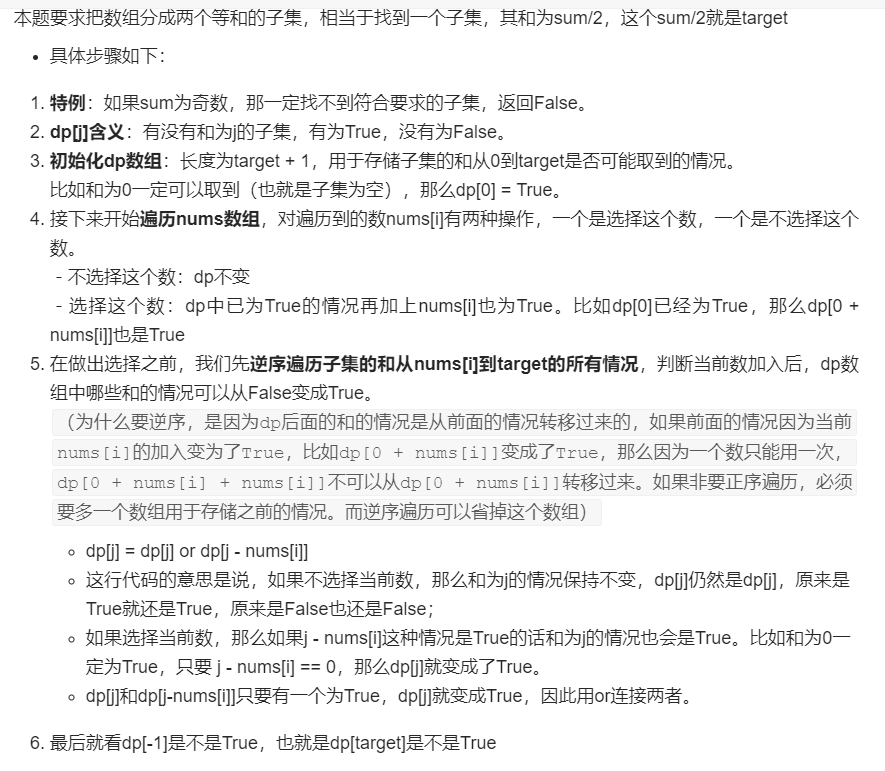 本题要求把数组分成两个等和的子集，相当于找到一个子集，其和为sum/2，这个sum/2就是target
• 具体步骤如下：
1. 特例：如果sum为奇数，那一定找不到符合要求的子集，返回False。
2. dp[j]含义：有没有和为j的子集，有为True，没有为False。
3. 初始化dp数组：长度为target + 1，用于存储子集的和从0到target是否可能取到的情况。
比如和为0一定可以取到（也就是子集为空），那么dp[0] = True。
4. 接下来开始遍历nums数组，对遍历到的数nums[i]有两种操作，一个是选择这个数，一个是不选择这个
数。
- 不选择这个数：dp不变
- 选择这个数：dp中已为True的情况再加上nums[i]也为True。比如dp[0]已经为True，那么dp[0 +
nums[i]]也是True
5. 在做出选择之前，我们先逆序遍历子集的和从nums[i]到target的所有情况，判断当前数加入后，dp数
组中哪些和的情况可以从False变成True。
（为什么要逆序，是因为dp后面的和的情况是从前面的情况转移过来的，如果前面的情况因为当前
nums[i]的加入变为了True，比如dp[0 + nums[i]]变成了True，那么因为一个数只能用一次，
dp[0 + nums[i] + nums[i]]不可以从dp[0 + nums[i]]转移过来。如果非要正序遍历，必须
要多一个数组用于存储之前的情况。而逆序遍历可以省掉这个数组）
◦ dp[j] = dp[j] or dp[j - nums[i]]
◦ 这行代码的意思是说，如果不选择当前数，那么和为j的情况保持不变，dp[j]仍然是dp[j]，原来是
True就还是True，原来是False也还是False；
◦ 如果选择当前数，那么如果j - nums[i]这种情况是True的话和为j的情况也会是True。比如和为0一
定为True，只要 j - nums[i] == 0，那么dp[j]就变成了True。
◦ dp[j]和dp[j-nums[i]]只要有一个为True，dp[j]就变成True，因此用or连接两者。
6. 最后就看dp[-1]是不是True，也就是dp[target]是不是True